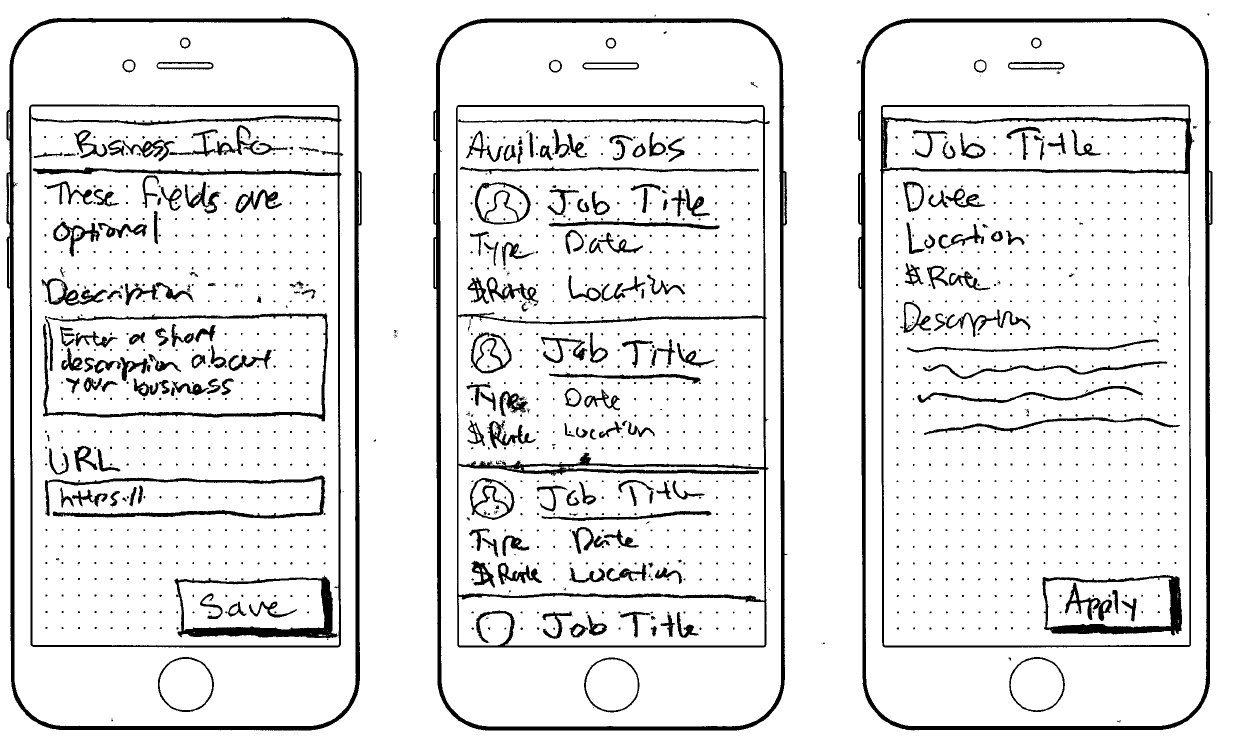 Business Info
These fields are
optional
Description
Enter a short
description about
your business
URL
https://
Save
Available Jobs
Job Title
Type Date
$Rate Location
Job Title
Type Date
$Rate Location
Job Title
Type Date
$Rate Location
Job Title
Job Title
Date
Location
$Rate
Description
Apply